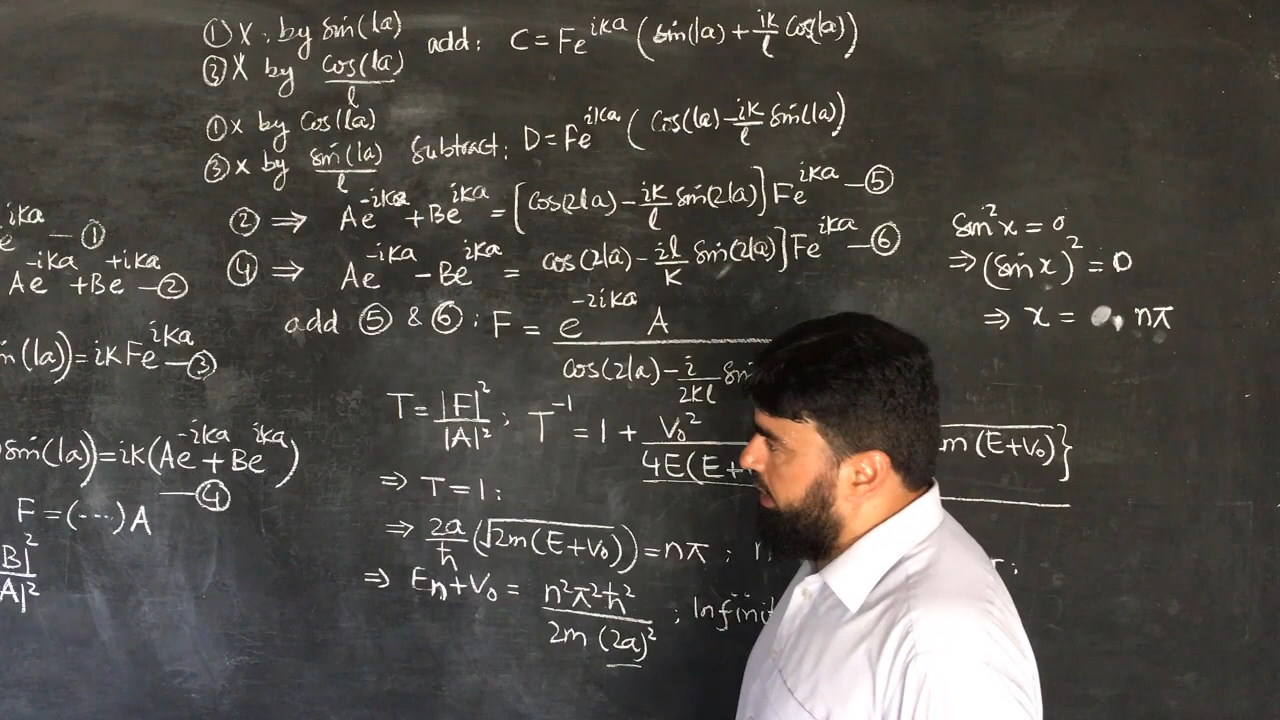 ① X . by Sin(la)
③ X by cos(la)/l
add: C = Fe^{ika} (Sin(la) + ik/l Cos(la))
① X by Cos(la)
③ X by Sin(la)/l
Subtract: D = Fe^{ika} (Cos(la) - ik/l Sin(la))
② ⇒ Ae^{-ika} + Be^{ika} = [Cos(2la) - ik/l Sin(2la)] Fe^{ika} — ⑤
④ ⇒ Ae^{-ika} - Be^{ika} = cos(2la) - il/k Sin(2la)] Fe^{ika} — ⑥
add ⑤ & ⑥ : F = e^{-2ika} A / cos(2la) - i/2kl Sin
T = |F|²/|A|² ; T^{-1} = 1 + V₀²/4E(E+
m(E+V₀)}
⇒ T = 1 :
⇒ 2a/ħ (√2m(E+V₀)) = nπ ;
⇒ En + V₀ = n²π²ħ²/2m(2a)² ; Infinit
e^{ika} — ①
Ae^{-ika} + Be^{+ika} — ②
n(la)) = ikFe^{ika} — ③
Sin(la)) = ik(Ae^{-ika} + Be^{ika})
— ④
F = (---) A
B|²/A|²
Sin²x = 0
⇒ (Sin x)² = 0
⇒ x = , nπ